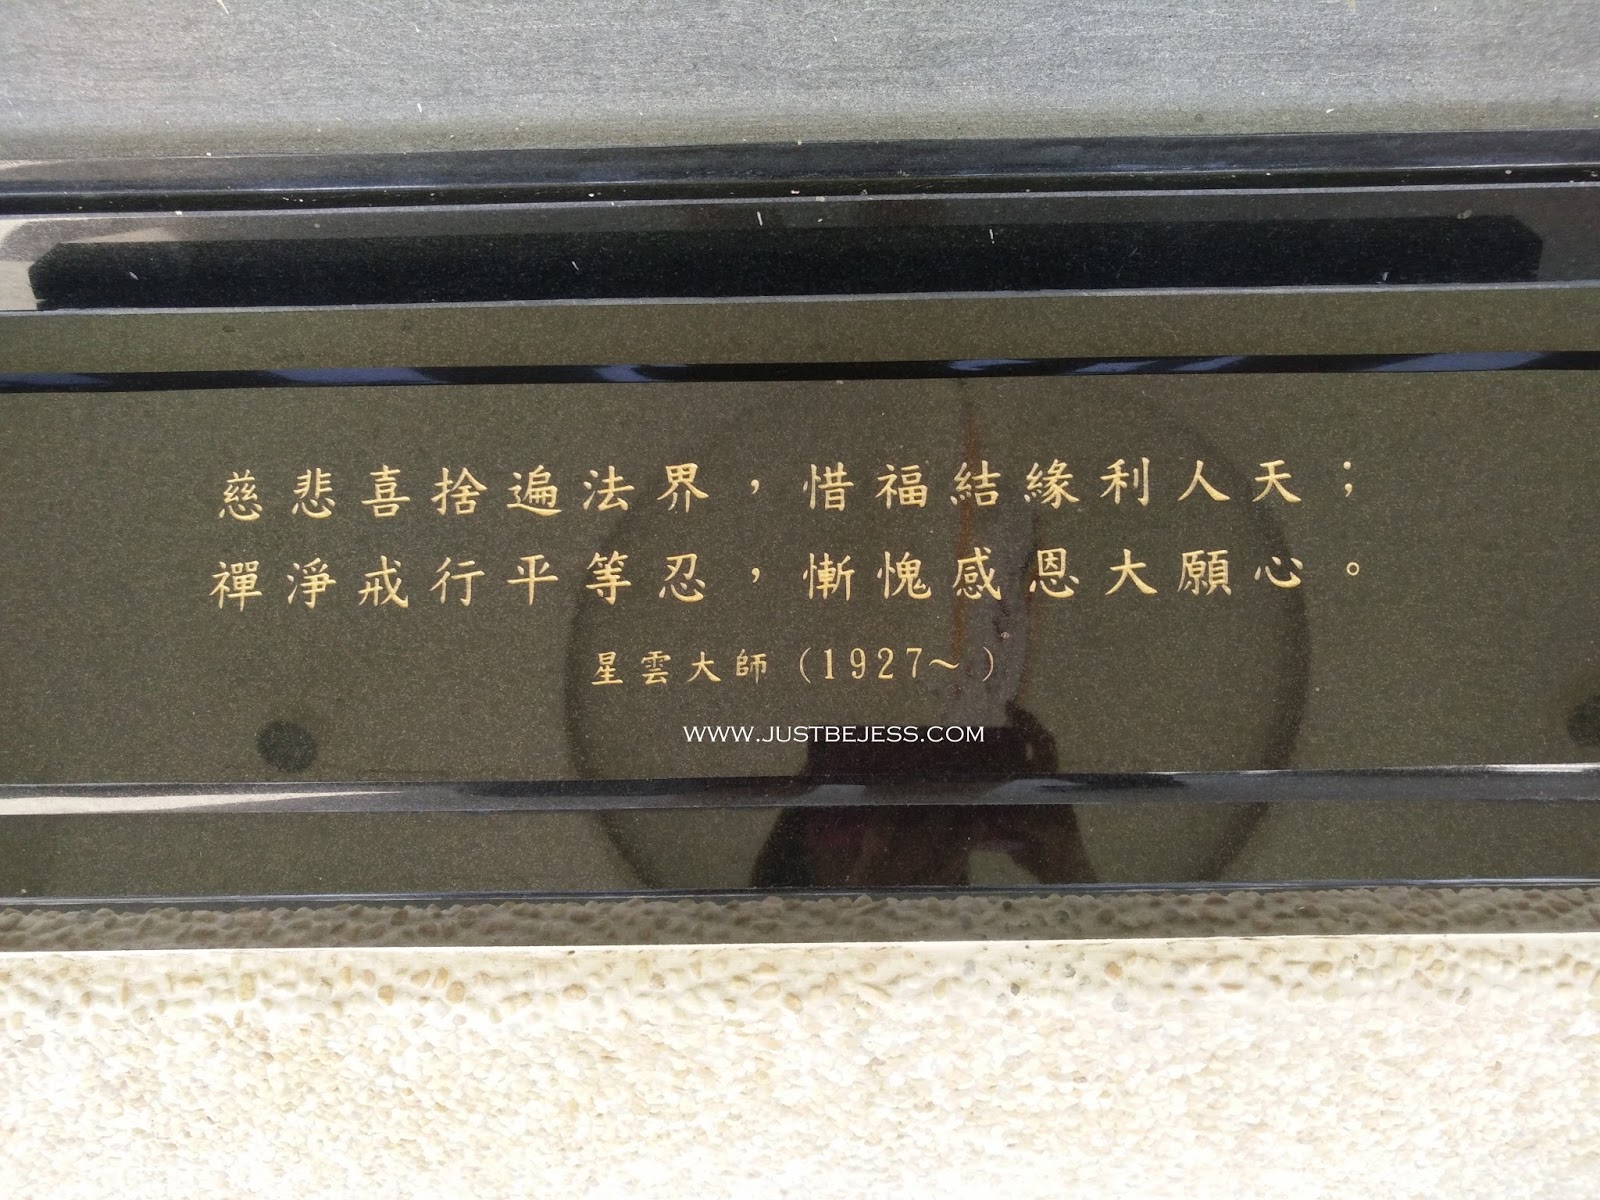 慈悲喜捨遍法界，惜福結緣利人天；
禪淨戒行平等忍，慚愧感恩大願心。
星雲大師（1927～ ）
WWW.JUSTBEJESS.COM